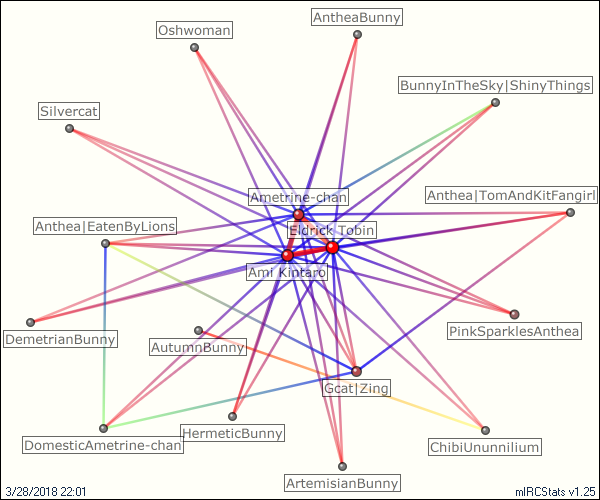 AntheaBunny
Oshwoman
BunnyInTheSky|ShinyThings
Silvercat
Ametrine-chan
Anthea|TomAndKitFangirl
Anthea|EatenByLions
Eldrick Tobin
Ami Kintaro
PinkSparklesAnthea
DemetrianBunny
AutumnBunny
Gcat|Zing
HermeticBunny
DomesticAmetrine-chan
ChibiUnunnilium
ArtemisianBunny
3/28/2018 22:01
mIRCStats v1.25